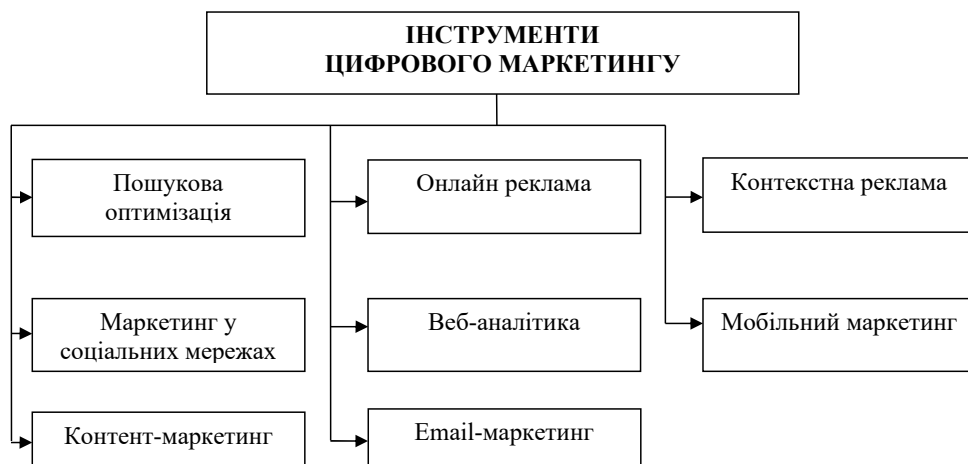 ІНСТРУМЕНТИ
ЦИФРОВОГО МАРКЕТИНГУ
Пошукова
оптимізація
Онлайн реклама
Контекстна реклама
Маркетинг у
соціальних мережах
Веб-аналітика
Мобільний маркетинг
Контент-маркетинг
Email-маркетинг